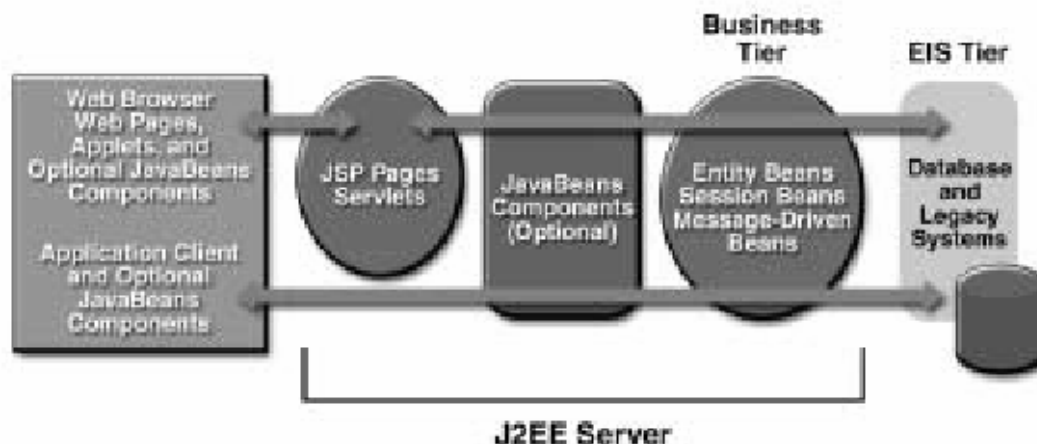 Business
Tier
EIS Tier
Web Browser
Web Pages,
Applets, and
Optional JavaBeans
Components
Application Client
and Optional
JavaBeans
Components
JSP Pages
Servlets
JavaBeans
Components
(Optional)
Entity Beans
Session Beans
Message-Driven
Beans
Database
and
Legacy
Systems
J2EE Server